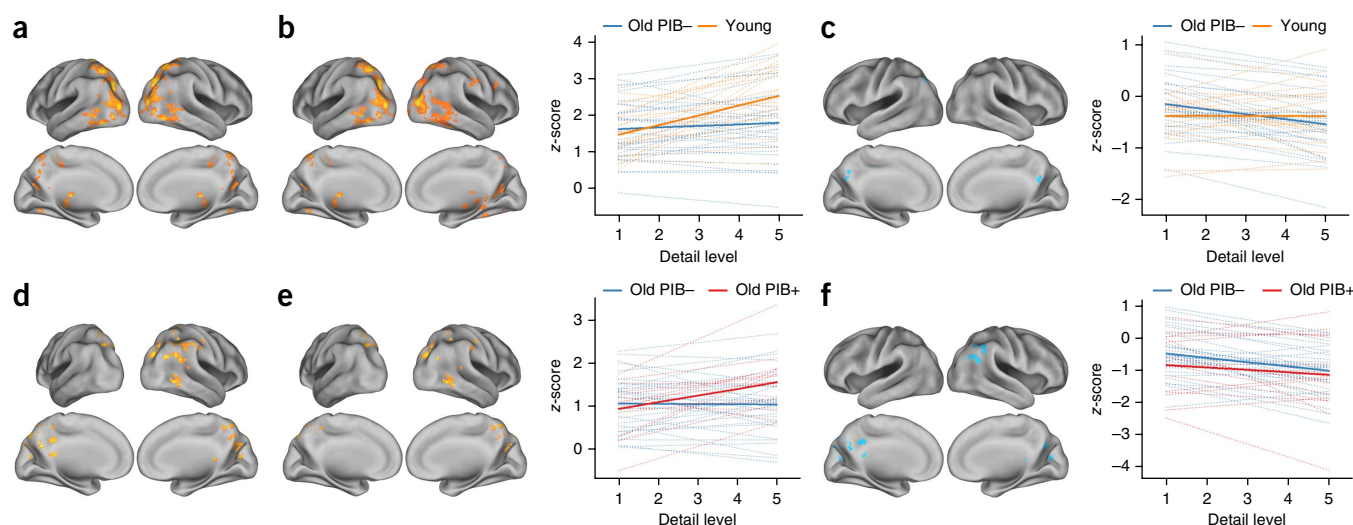 a
b
Old PIB– Young
4
3
2
1
0
z-score
1 2 3 4 5
Detail level
c
Old PIB– Young
1
0
–1
–2
z-score
1 2 3 4 5
Detail level
d
e
Old PIB– Old PIB+
3
2
1
0
z-score
1 2 3 4 5
Detail level
f
Old PIB– Old PIB+
1
0
–1
–2
–3
–4
z-score
1 2 3 4 5
Detail level